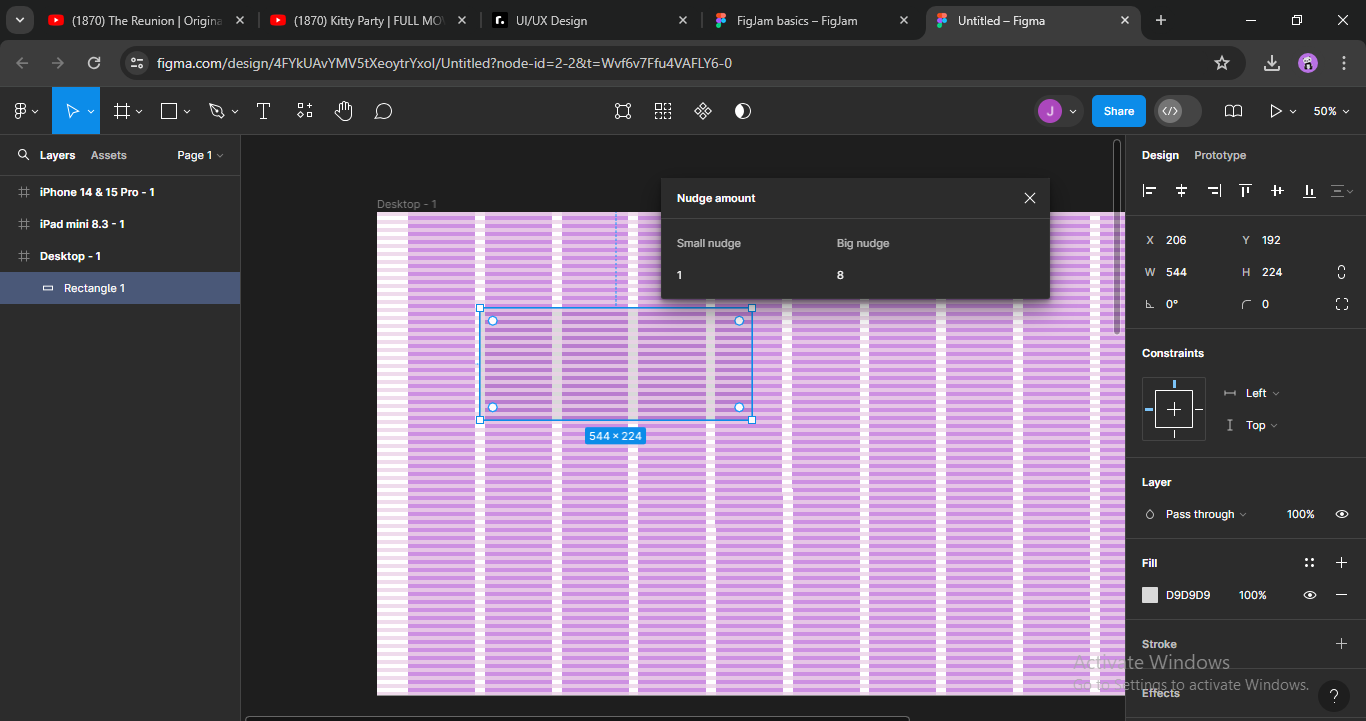 (1870) The Reunion | Origina
(1870) Kitty Party | FULL MO
UI/UX Design
FigJam basics – FigJam
Untitled – Figma
figma.com/design/4FYkUAvYMV5tXeoytrYxol/Untitled?node-id=2-2&t=Wvf6v7Ffu4VAFLY6-0
J
Share
50%
Layers
Assets
Page 1
iPhone 14 & 15 Pro - 1
iPad mini 8.3 - 1
Desktop - 1
Rectangle 1
Desktop - 1
Nudge amount
Small nudge
Big nudge
1
8
544 × 224
Design
Prototype
X 206
Y 192
W 544
H 224
0°
0
Constraints
Left
Top
Layer
Pass through
100%
Fill
D9D9D9
100%
Stroke
Activate Windows
Go to Settings to activate Windows.
Effects
?